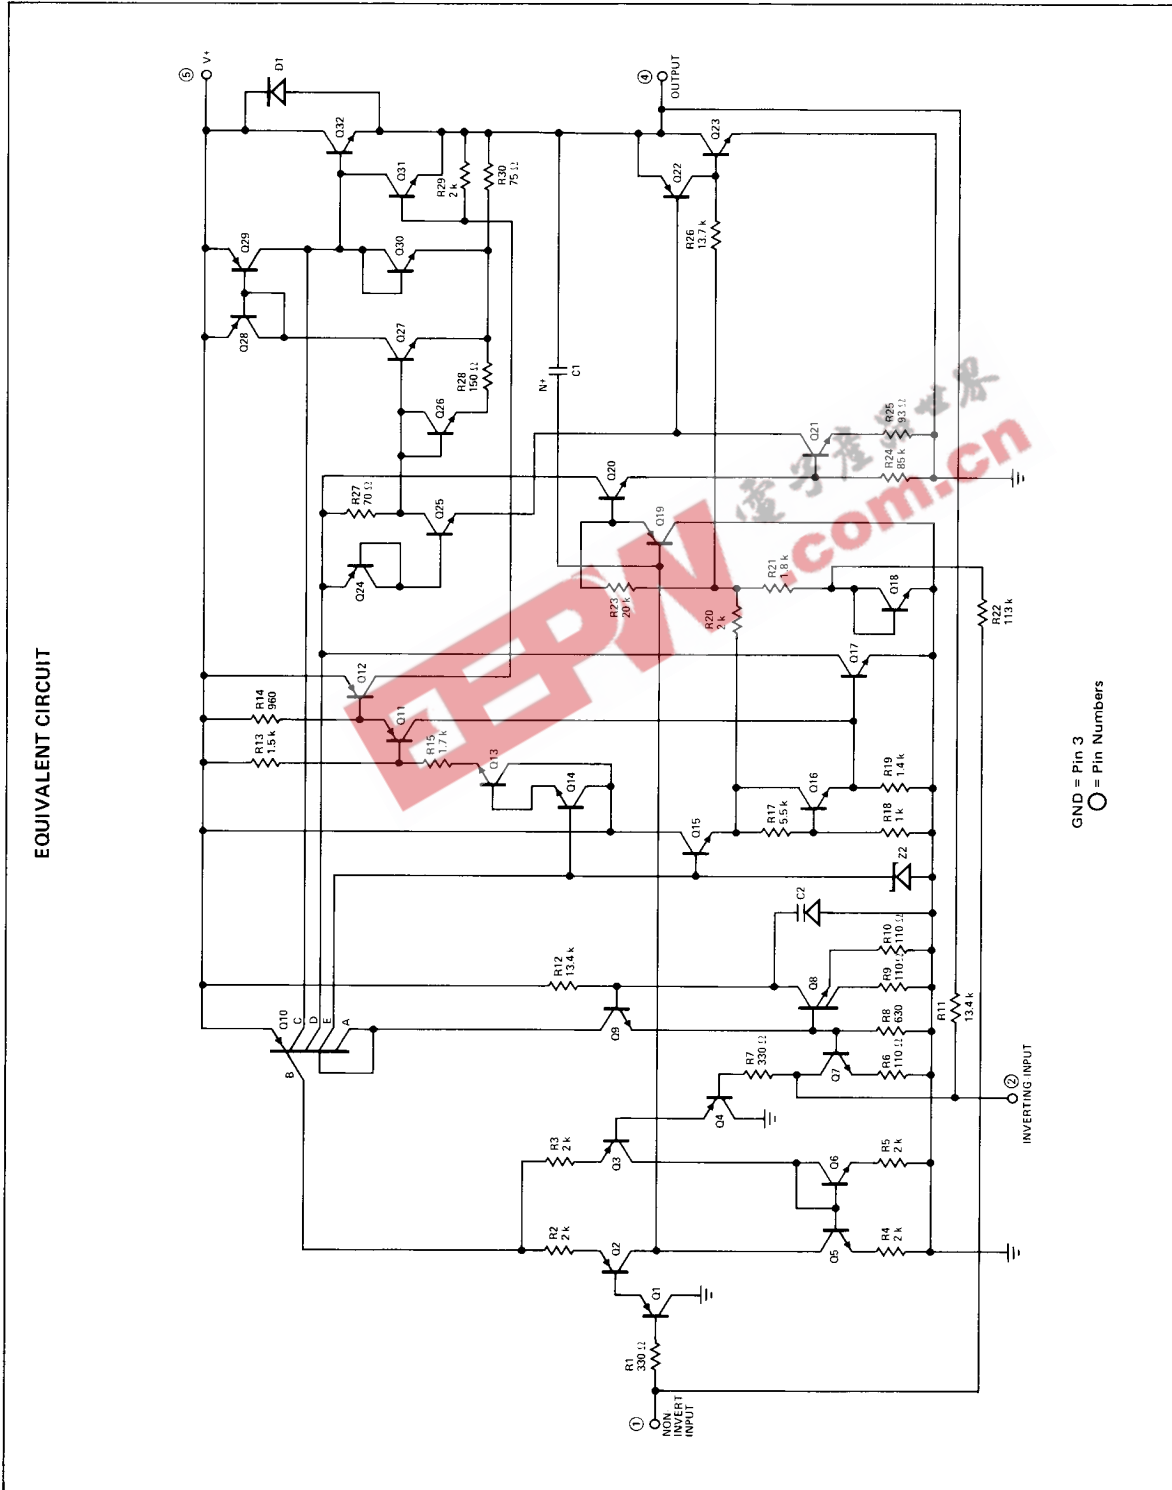 EQUIVALENT CIRCUIT
⑤ V+
D1
Q32
Q31
R29
2 k
R30
75 Ω
Q29
Q30
Q28
Q27
R28
150 Ω
Q26
R27
70 Ω
Q25
Q24
④ OUTPUT
Q23
Q22
R26
13.7 k
N+
C1
Q21
R25
93 Ω
R24
85 k
Q20
Q19
R23
20 k
R21
1.8 k
R20
2 k
Q18
R22
113 k
Q17
Q12
R14
960
Q11
R13
1.5 k
R15
1.7 k
Q13
Q14
Q16
R19
1.4 k
R17
5.5 k
R18
1 k
Q15
Z2
C2
R12
13.4 k
Q10
C
D
E
A
B
Q9
Q8
R10
110 Ω
R9
110 Ω
R8
630
R7
330 Ω
Q7
R6
110 Ω
R11
13.4 k
② INVERTING INPUT
Q4
R3
2 k
Q3
Q6
R5
2 k
R2
2 k
Q2
Q5
R4
2 k
Q1
R1
330 Ω
①
NON
INVERT
INPUT
GND = Pin 3
◯ = Pin Numbers
EEPW
.com.cn
電子產品世界